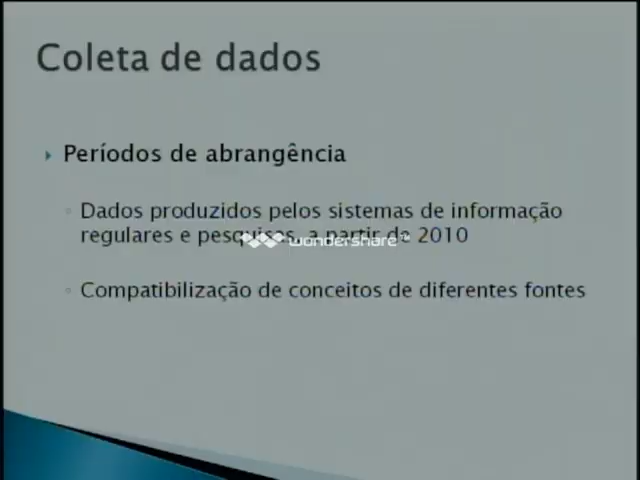 Coleta de dados
Períodos de abrangência
Dados produzidos pelos sistemas de informação
regulares e pesquisas, a partir de 2010
wondershare™
Compatibilização de conceitos de diferentes fontes